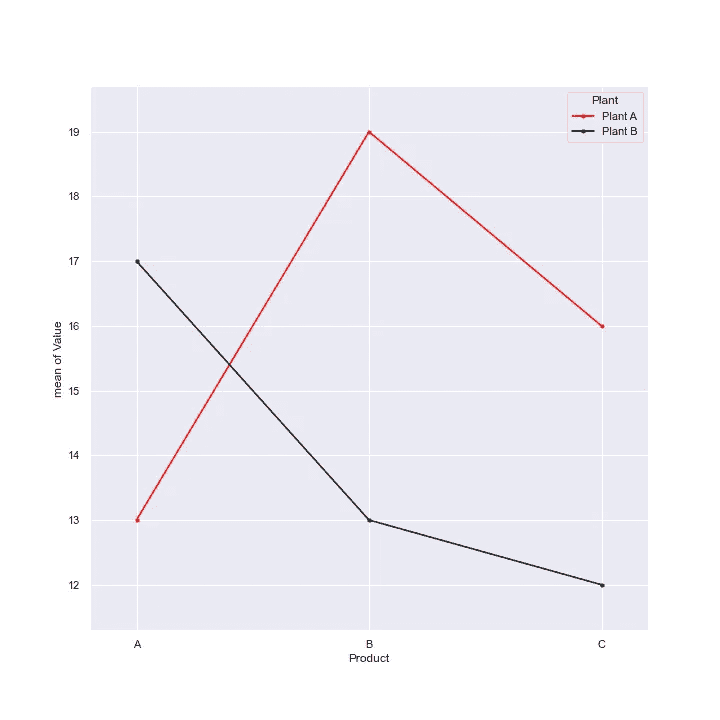 Plant
Plant A
Plant B
19
18
17
16
15
14
13
12
mean of Value
A B C
Product